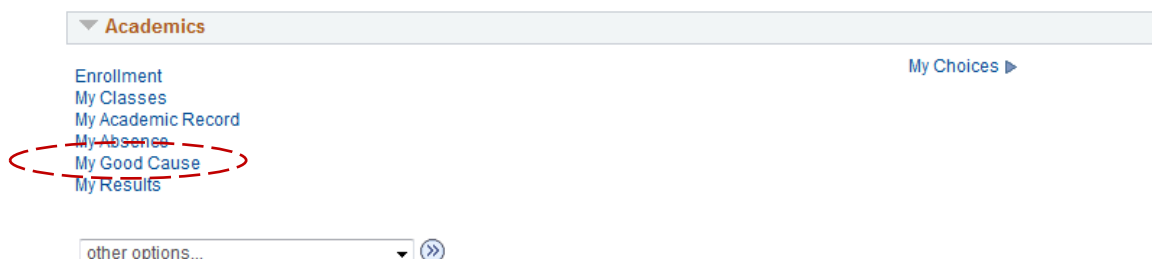 Academics
Enrollment
My Choices
My Classes
My Academic Record
My Absence
My Good Cause
My Results
other options...